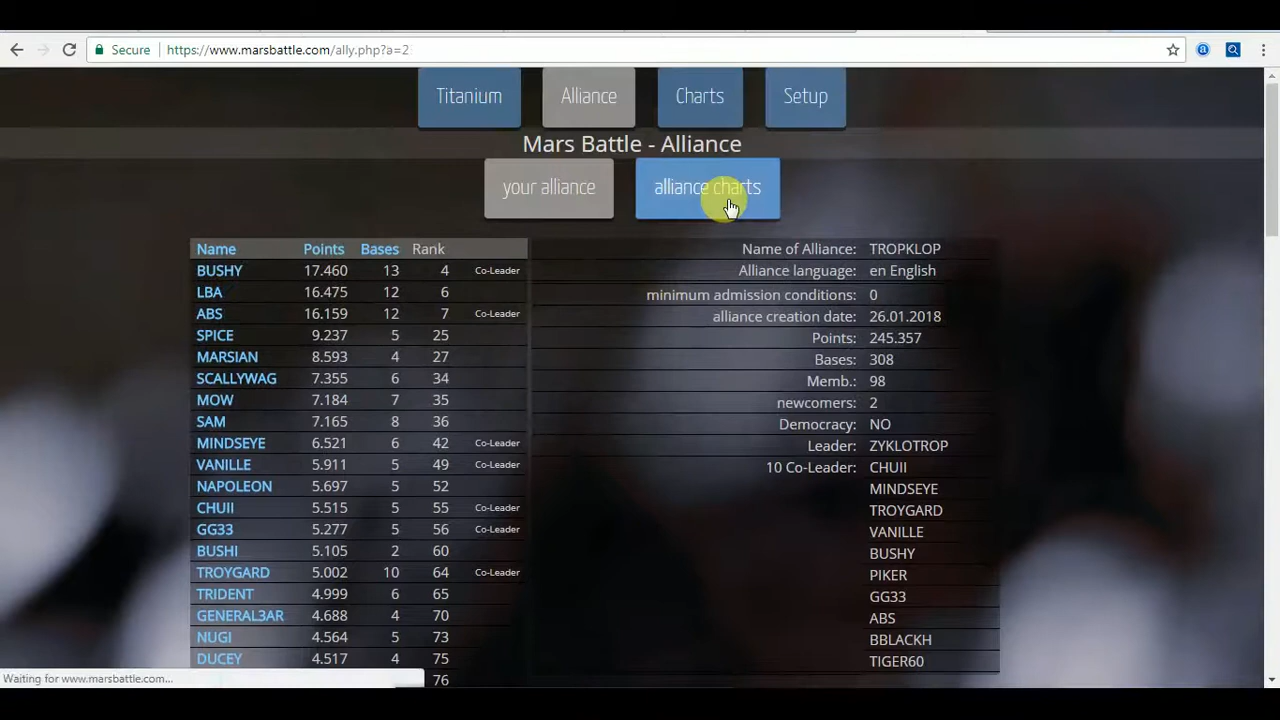 Secure https://www.marsbattle.com/ally.php?a=2
Titanium Alliance Charts Setup
Mars Battle - Alliance
your alliance alliance charts
Name Points Bases Rank
BUSHY 17.460 13 4 Co-Leader
LBA 16.475 12 6
ABS 16.159 12 7 Co-Leader
SPICE 9.237 5 25
MARSIAN 8.593 4 27
SCALLYWAG 7.355 6 34
MOW 7.184 7 35
SAM 7.165 8 36
MINDSEYE 6.521 6 42 Co-Leader
VANILLE 5.911 5 49 Co-Leader
NAPOLEON 5.697 5 52
CHUII 5.515 5 55 Co-Leader
GG33 5.277 5 56 Co-Leader
BUSHI 5.105 2 60
TROYGARD 5.002 10 64 Co-Leader
TRIDENT 4.999 6 65
GENERAL3AR 4.688 4 70
NUGI 4.564 5 73
DUCEY 4.517 4 75
76
Name of Alliance: TROPKLOP
Alliance language: en English
minimum admission conditions: 0
alliance creation date: 26.01.2018
Points: 245.357
Bases: 308
Memb.: 98
newcomers: 2
Democracy: NO
Leader: ZYKLOTROP
10 Co-Leader: CHUII
MINDSEYE
TROYGARD
VANILLE
BUSHY
PIKER
GG33
ABS
BBLACKH
TIGER60
Waiting for www.marsbattle.com...